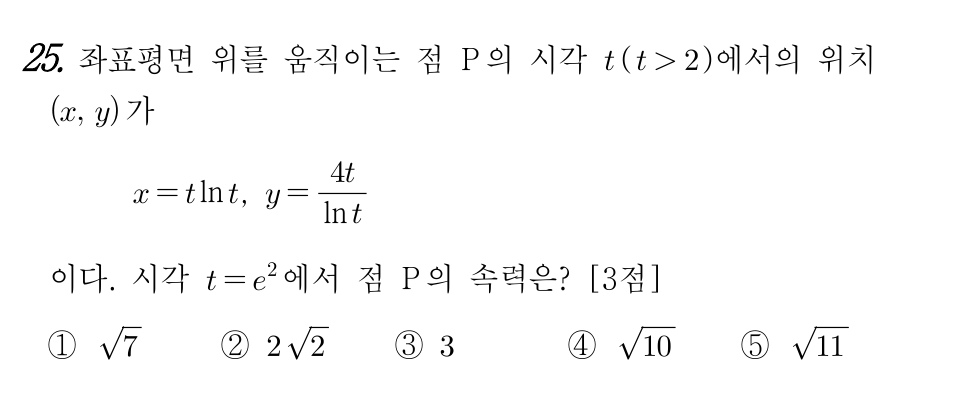 25. 좌표평면 위를 움직이는 점 P의 시각 t(t>2)에서의 위치
(x, y)가
x = t ln t, y = \frac{4t}{\ln t}
이다. 시각 t = e^2에서 점 P의 속력은? [3점]
① √7 ② 2√2 ③ 3 ④ √10 ⑤ √11